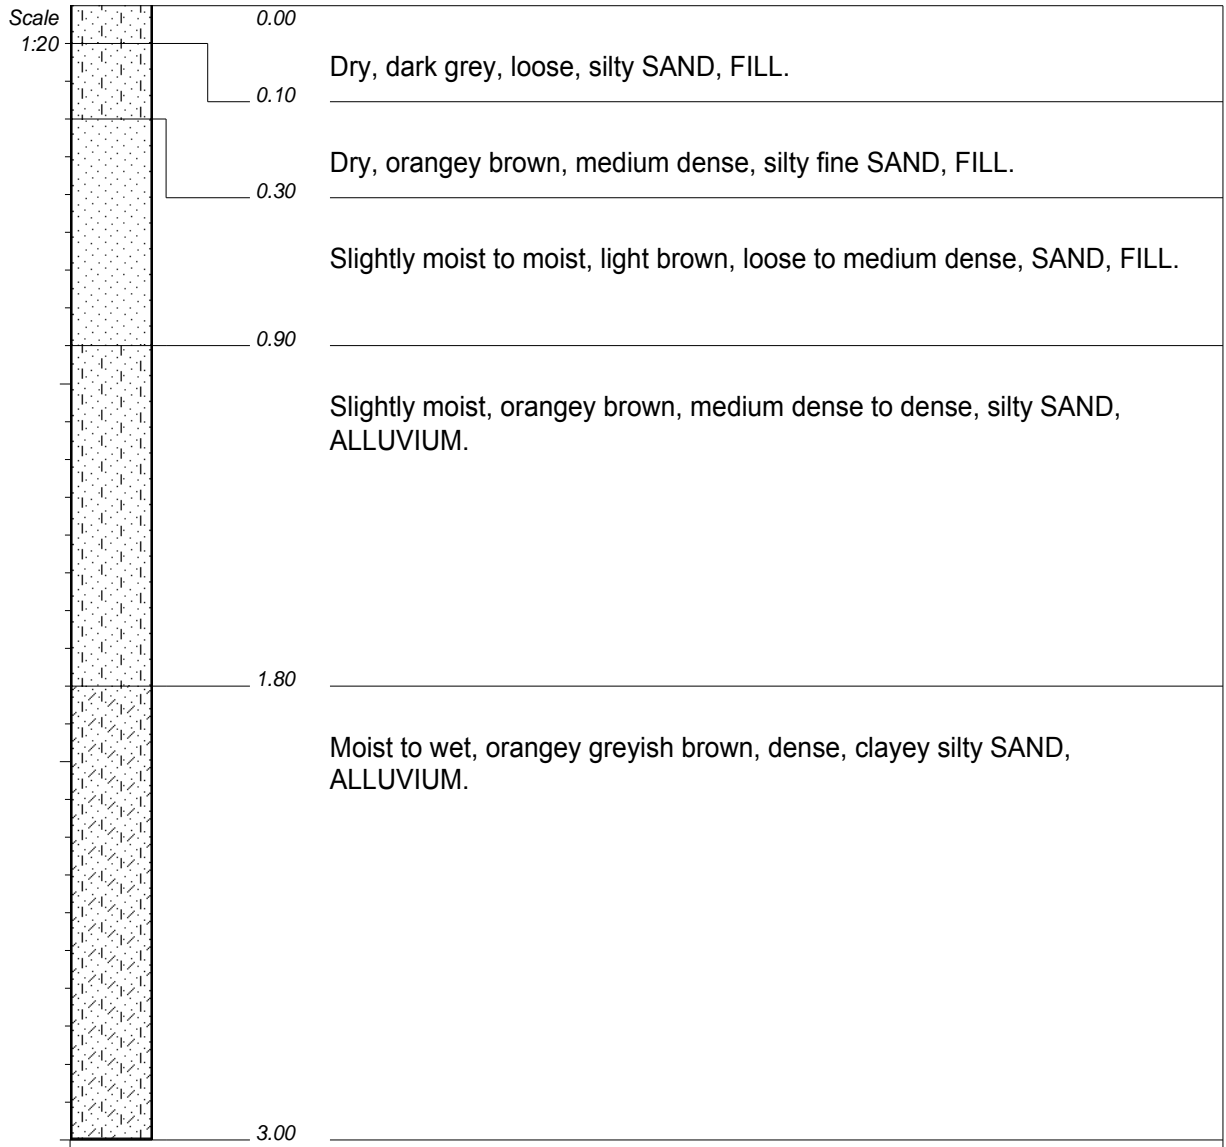 Scale
1:20
0.00
Dry, dark grey, loose, silty SAND, FILL.
0.10
Dry, orangey brown, medium dense, silty fine SAND, FILL.
0.30
Slightly moist to moist, light brown, loose to medium dense, SAND, FILL.
0.90
Slightly moist, orangey brown, medium dense to dense, silty SAND,
ALLUVIUM.
1.80
Moist to wet, orangey greyish brown, dense, clayey silty SAND,
ALLUVIUM.
3.00